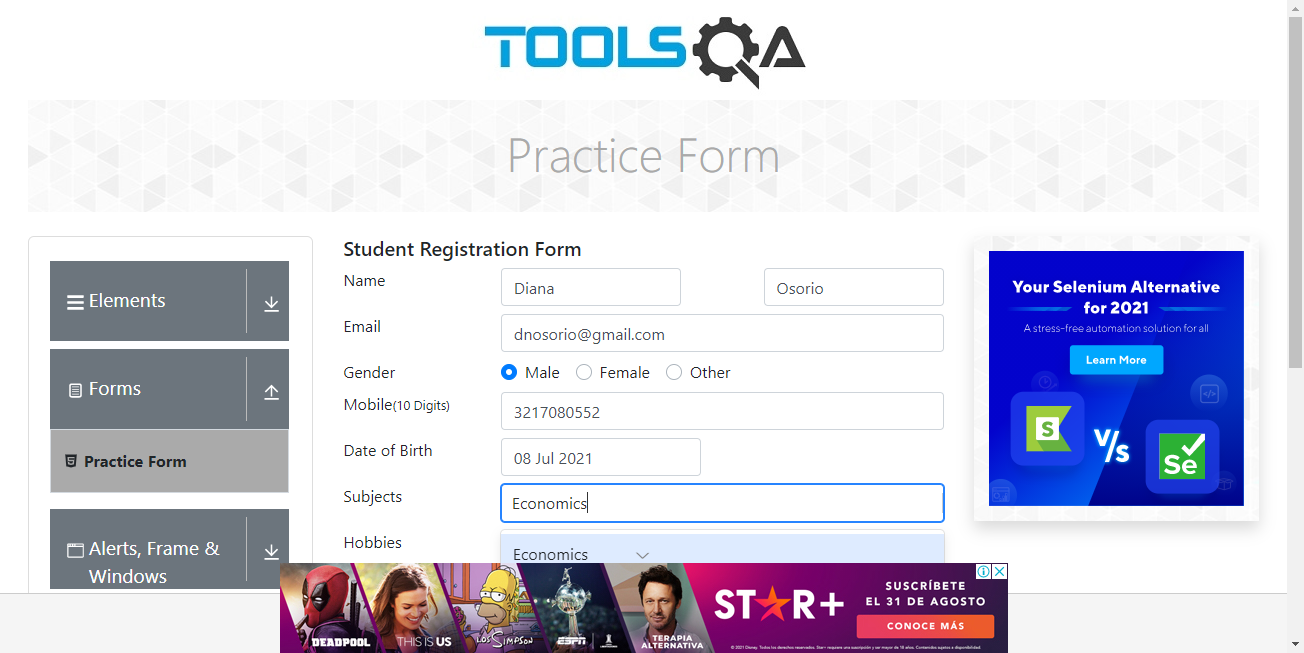 TOOLSQA
Practice Form
Elements
Forms
Practice Form
Alerts, Frame &
Windows
Student Registration Form
Name Diana Osorio
Email dnosorio@gmail.com
Gender Male Female Other
Mobile(10 Digits) 3217080552
Date of Birth 08 Jul 2021
Subjects Economics
Hobbies
Economics
Your Selenium Alternative
for 2021
A stress-free automation solution for all
Learn More
S
V/s
Se
DEADPOOL
THIS IS US
LOS SIMPSON
ESPN
TERAPIA
ALTERNATIVA
STAR+
SUSCRÍBETE
EL 31 DE AGOSTO
CONOCE MÁS